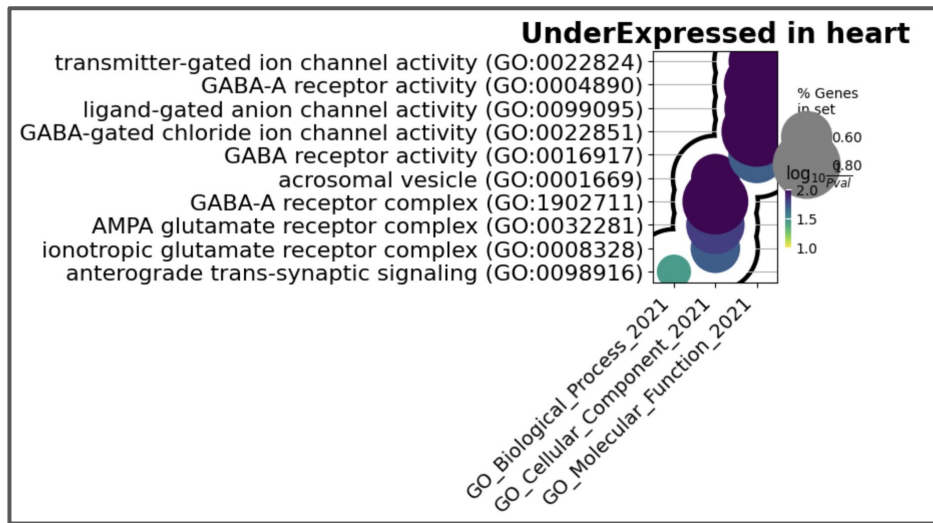 UnderExpressed in heart
transmitter-gated ion channel activity (GO:0022824)
GABA-A receptor activity (GO:0004890)
ligand-gated anion channel activity (GO:0099095)
GABA-gated chloride ion channel activity (GO:0022851)
GABA receptor activity (GO:0016917)
acrosomal vesicle (GO:0001669)
GABA-A receptor complex (GO:1902711)
AMPA glutamate receptor complex (GO:0032281)
ionotropic glutamate receptor complex (GO:0008328)
anterograde trans-synaptic signaling (GO:0098916)
GO_Biological_Process_2021
GO_Cellular_Component_2021
GO_Molecular_Function_2021
% Genes
in set
0.60
0.80
log10 1/Pval
2.0
1.5
1.0